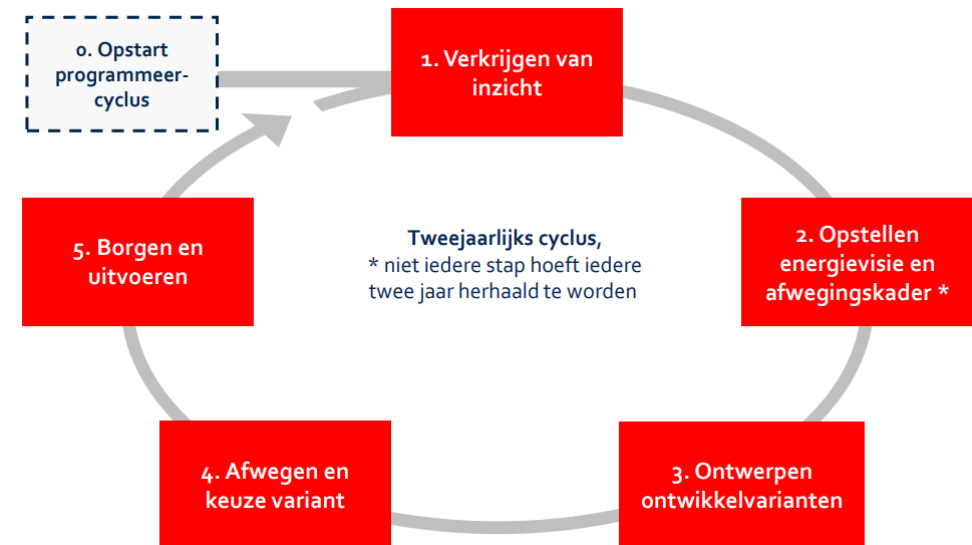 0. Opstart
programmeer-
cyclus
1. Verkrijgen van
inzicht
2. Opstellen
energievisie en
afwegingskader *
3. Ontwerpen
ontwikkelvarianten
4. Afwegen en
keuze variant
5. Borgen en
uitvoeren
Tweejaarlijks cyclus,
* niet iedere stap hoeft iedere
twee jaar herhaald te worden